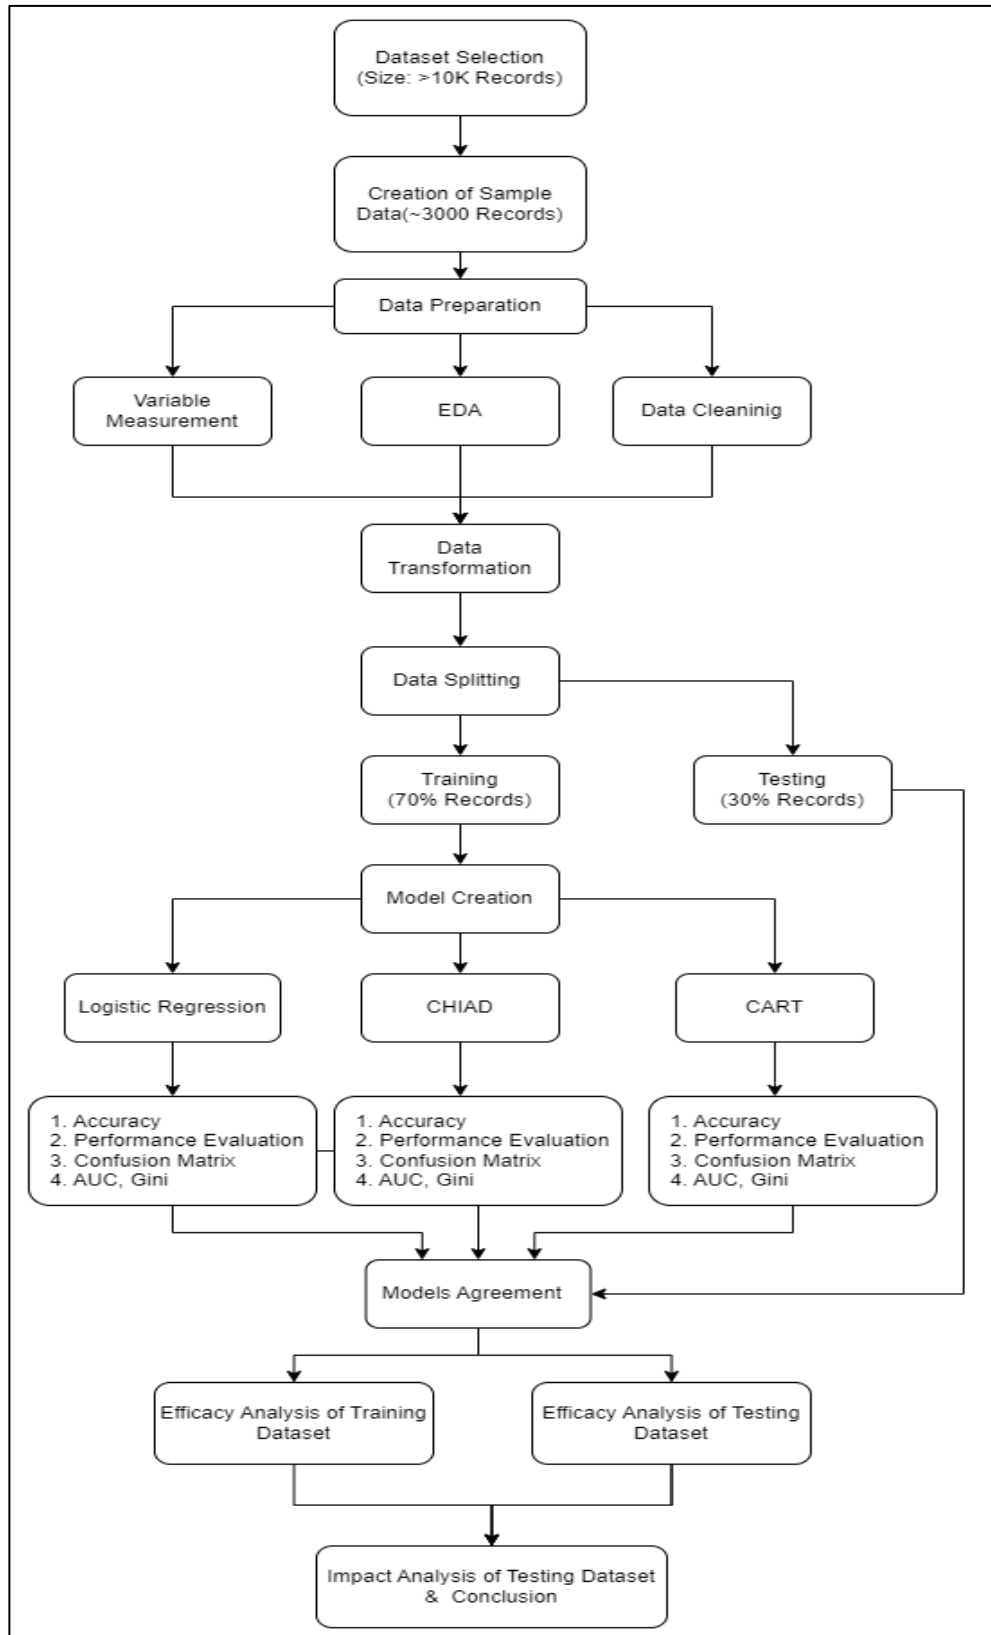 Dataset Selection
(Size: >10K Records)
Creation of Sample
Data(~3000 Records)
Data Preparation
Variable
Measurement
EDA
Data Cleaninig
Data
Transformation
Data Splitting
Training
(70% Records)
Testing
(30% Records)
Model Creation
Logistic Regression
CHIAD
CART
1. Accuracy
2. Performance Evaluation
3. Confusion Matrix
4. AUC, Gini
1. Accuracy
2. Performance Evaluation
3. Confusion Matrix
4. AUC, Gini
1. Accuracy
2. Performance Evaluation
3. Confusion Matrix
4. AUC, Gini
Models Agreement
Efficacy Analysis of Training
Dataset
Efficacy Analysis of Testing
Dataset
Impact Analysis of Testing Dataset
& Conclusion